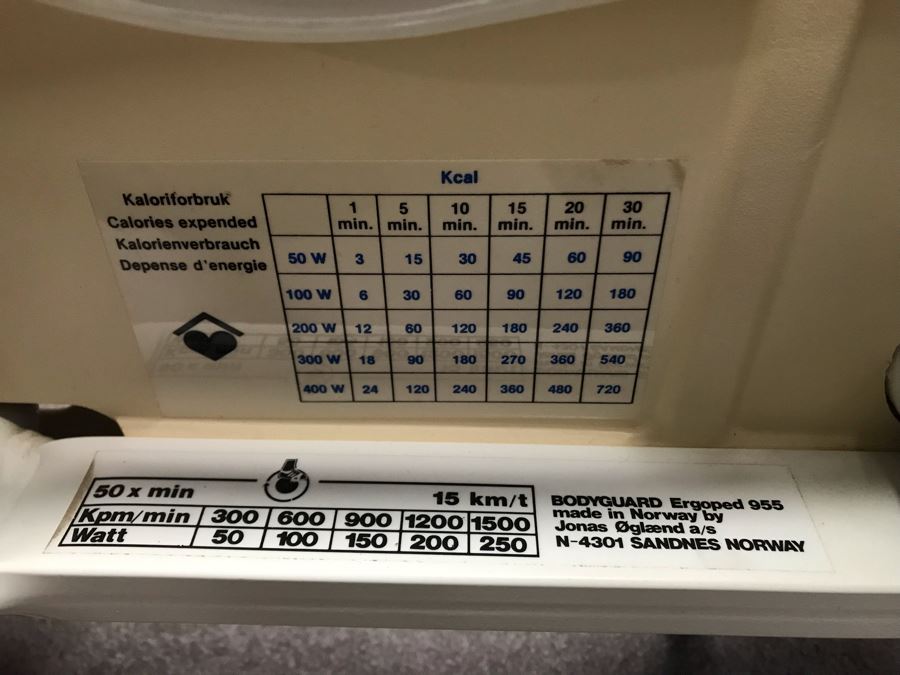 Kcal
Kaloriforbruk
Calories expended
Kalorienverbrauch
Depense d'energie
1 min. 5 min. 10 min. 15 min. 20 min. 30 min.
50 W 3 15 30 45 60 90
100 W 6 30 60 90 120 180
200 W 12 60 120 180 240 360
300 W 18 90 180 270 360 540
400 W 24 120 240 360 480 720
50 x min 15 km/t
Kpm/min 300 600 900 1200 1500
Watt 50 100 150 200 250
BODYGUARD Ergoped 955
made in Norway by
Jonas Øglænd a/s
N-4301 SANDNES NORWAY